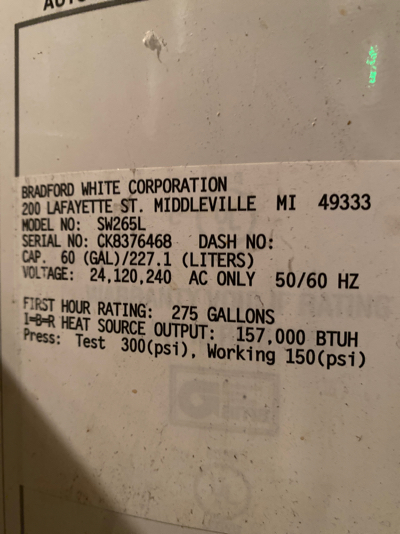 BRADFORD WHITE CORPORATION
200 LAFAYETTE ST. MIDDLEVILLE MI 49333
MODEL NO: SW265L
SERIAL NO: CK8376468 DASH NO:
CAP. 60 (GAL)/227.1 (LITERS)
VOLTAGE: 24,120,240 AC ONLY 50/60 HZ
FIRST HOUR RATING: 275 GALLONS
I=B=R HEAT SOURCE OUTPUT: 157,000 BTUH
Press: Test 300(psi), Working 150(psi)